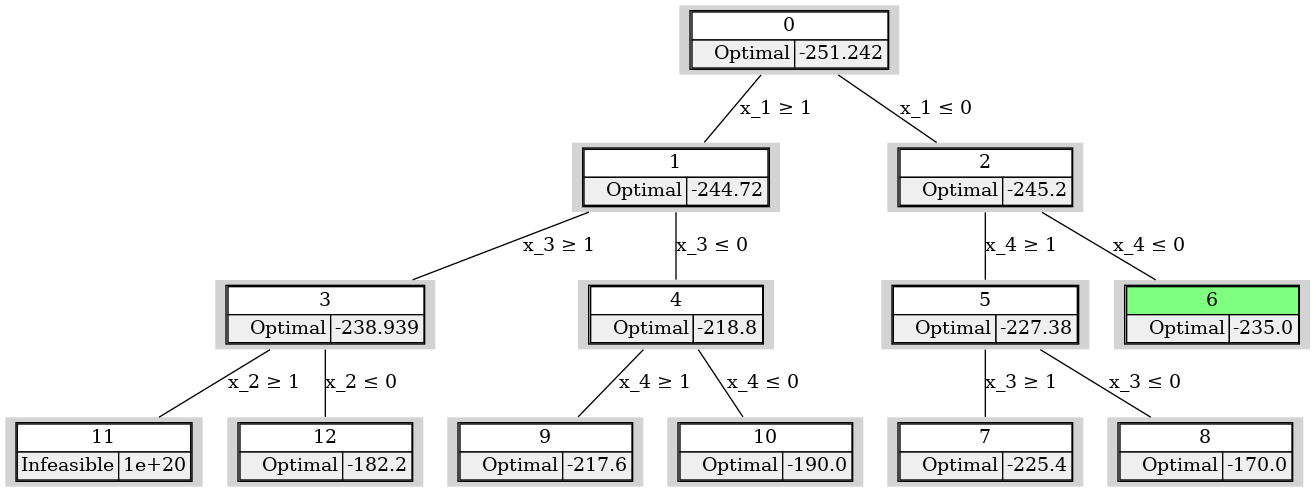 0
Optimal -251.242
x_1 ≥ 1 x_1 ≤ 0
1 2
Optimal -244.72 Optimal -245.2
x_3 ≥ 1 x_3 ≤ 0 x_4 ≥ 1 x_4 ≤ 0
3 4 5 6
Optimal -238.939 Optimal -218.8 Optimal -227.38 Optimal -235.0
x_2 ≥ 1 x_2 ≤ 0 x_4 ≥ 1 x_4 ≤ 0 x_3 ≥ 1 x_3 ≤ 0
11 12 9 10 7 8
Infeasible 1e+20 Optimal -182.2 Optimal -217.6 Optimal -190.0 Optimal -225.4 Optimal -170.0